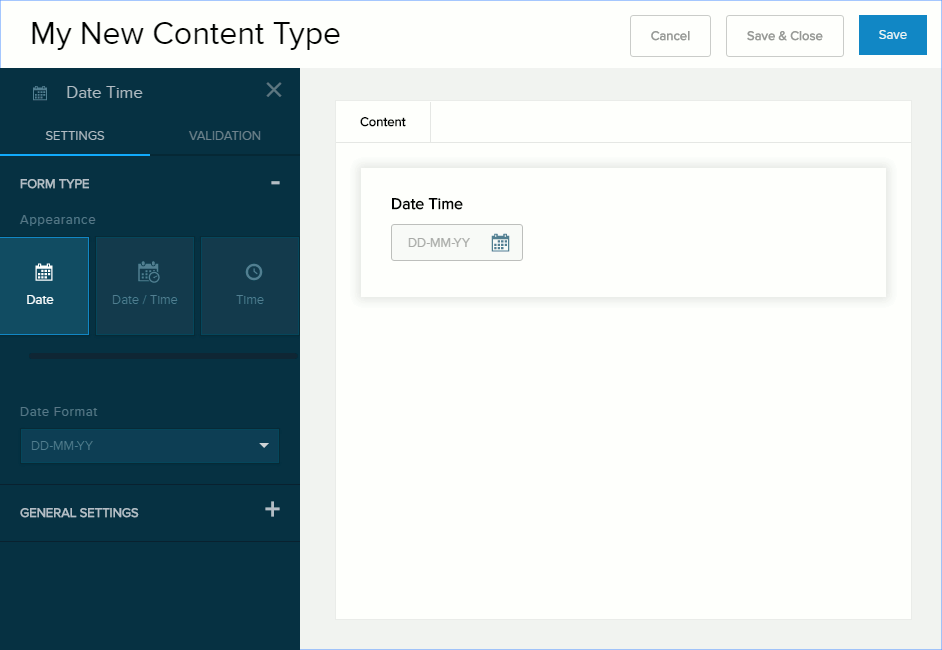 My New Content Type
Cancel
Save & Close
Save
Date Time
SETTINGS
VALIDATION
FORM TYPE
Appearance
Date
Date / Time
Time
Date Format
DD-MM-YY
GENERAL SETTINGS
Content
Date Time
DD-MM-YY